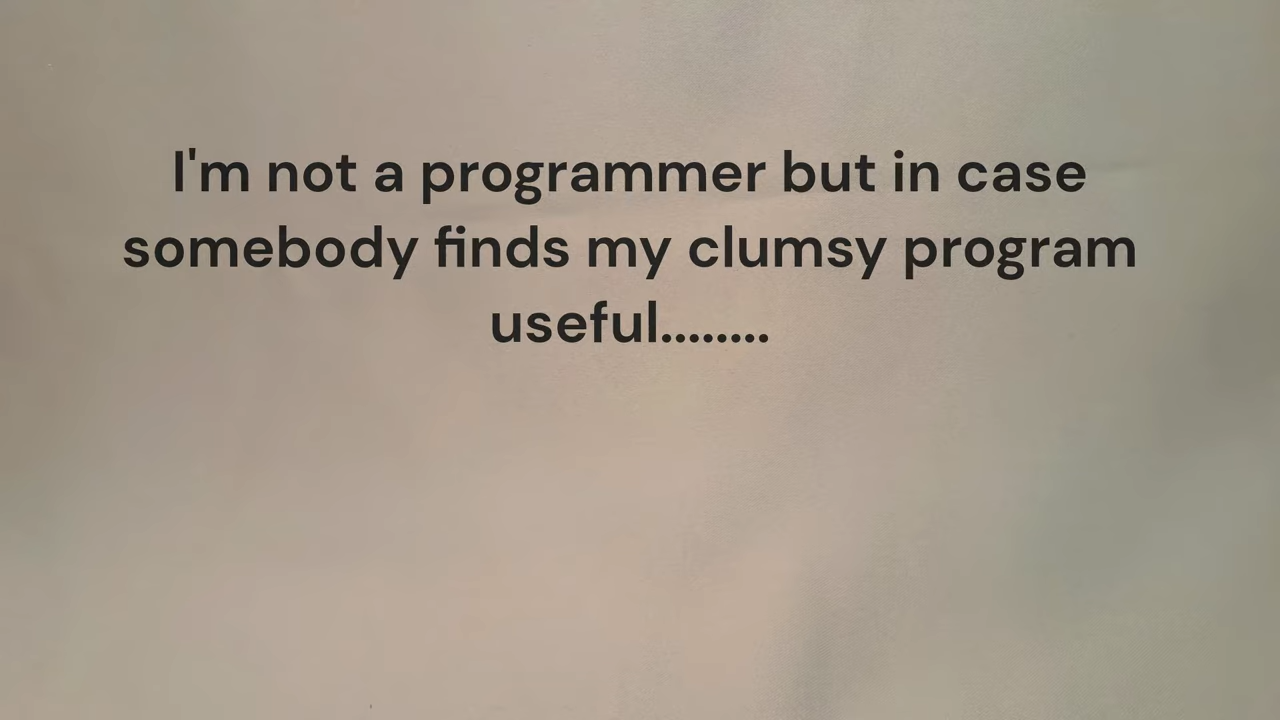 I'm not a programmer but in case
somebody finds my clumsy program
useful........